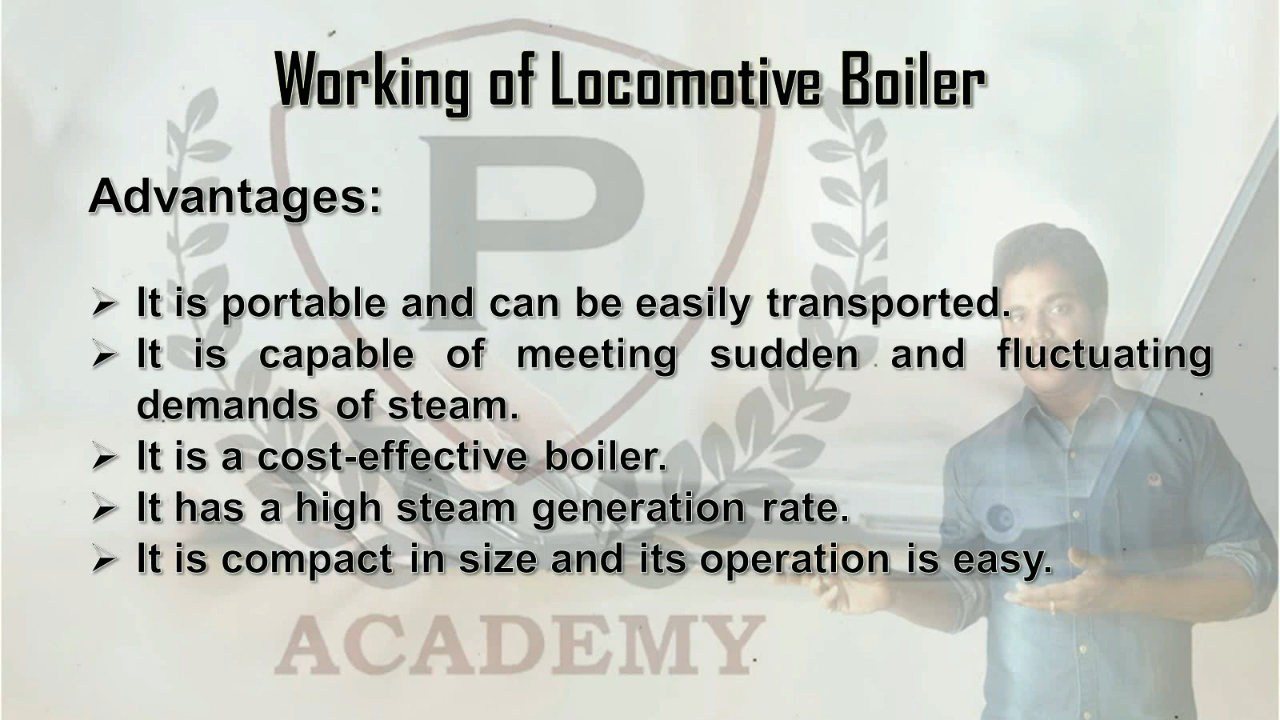 Working of Locomotive Boiler
Advantages:
➢ It is portable and can be easily transported.
➢ It is capable of meeting sudden and fluctuating
demands of steam.
➢ It is a cost-effective boiler.
➢ It has a high steam generation rate.
➢ It is compact in size and its operation is easy.
P
ACADEMY